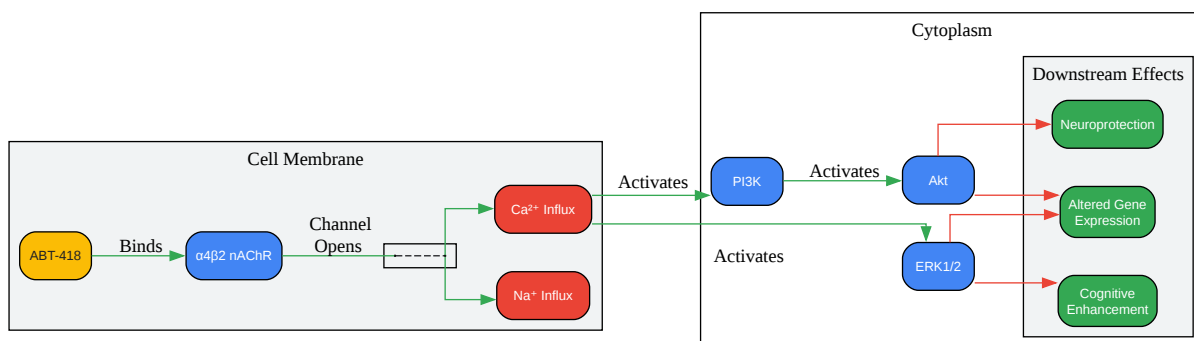 Cytoplasm
Downstream Effects
Neuroprotection
Cell Membrane
Activates
PI3K
Activates
Akt
Ca²⁺ Influx
Altered Gene
Expression
ABT-418
Binds
α4β2 nAChR
Channel
Opens
Activates
ERK1/2
Na⁺ Influx
Cognitive
Enhancement